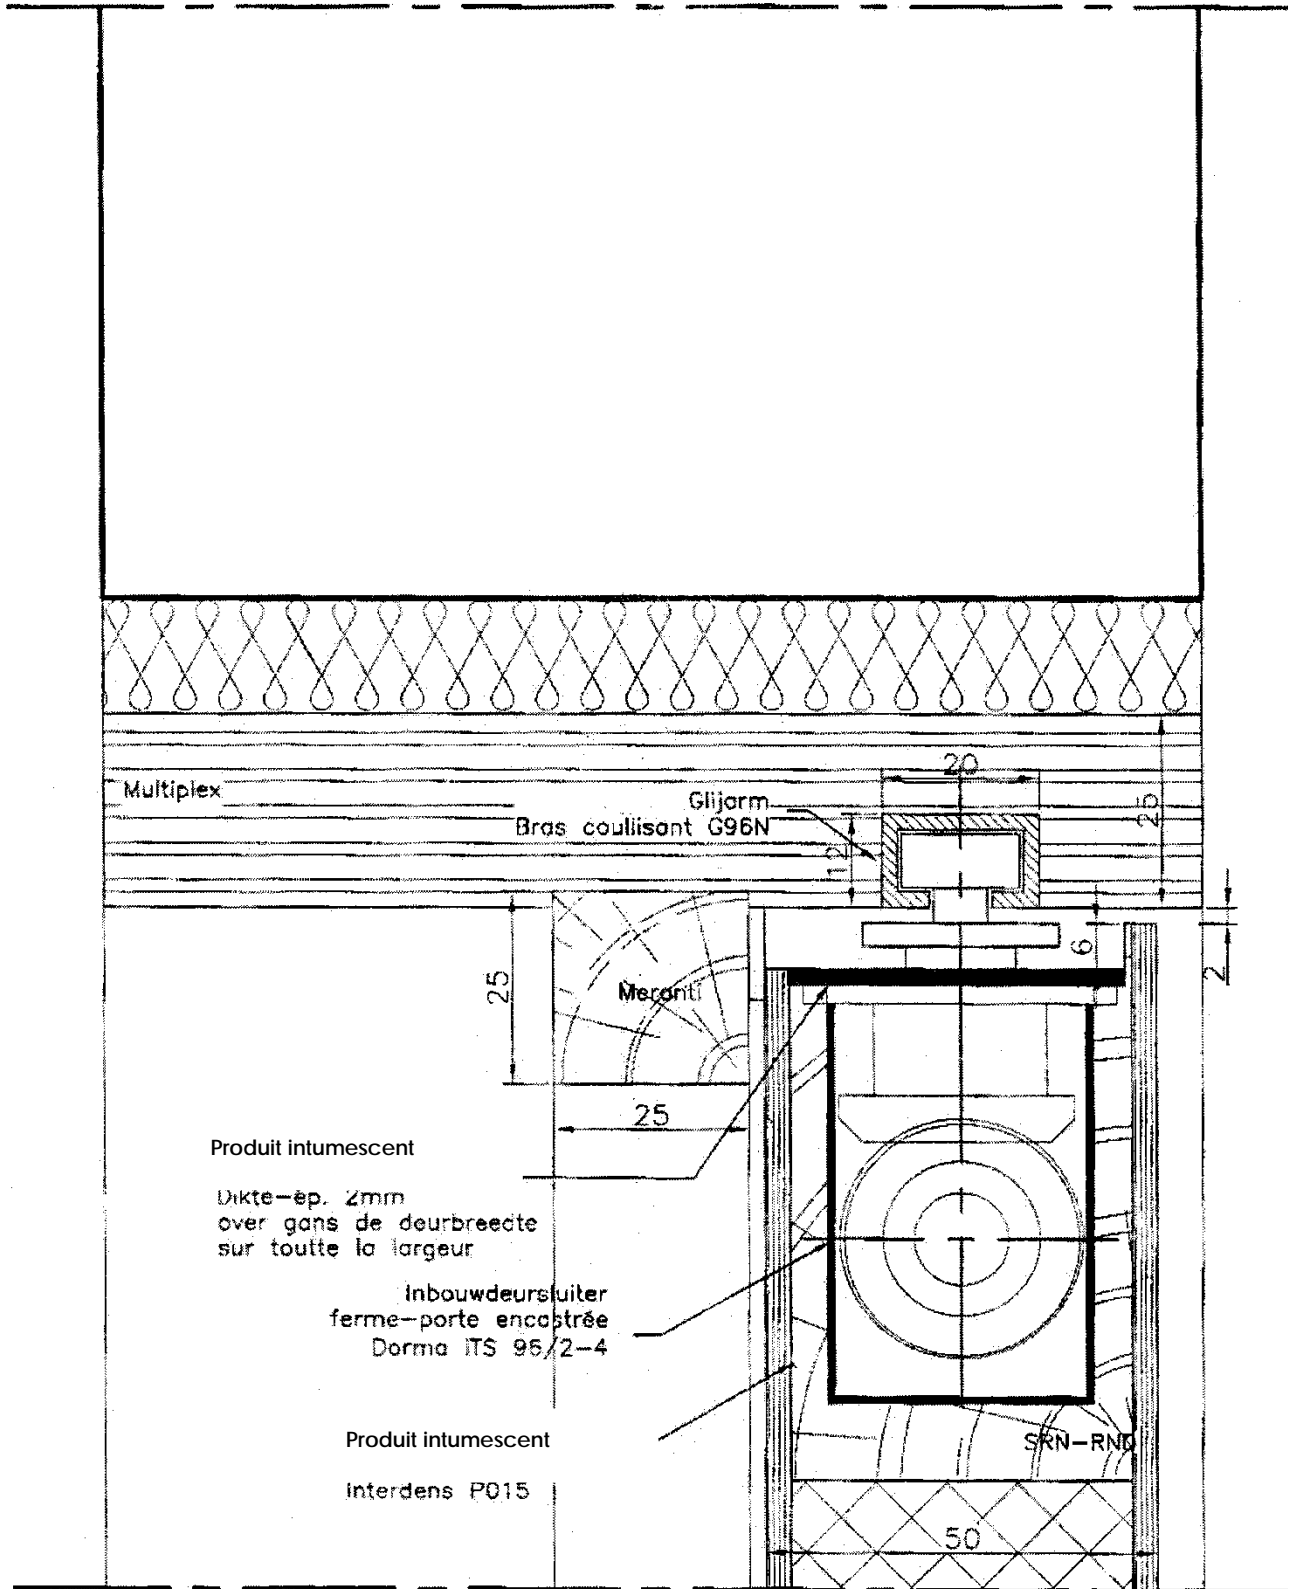 Multiplex
20
Glijarm
Bras coullisant G96N
12
25
6
2
25
Meranti
25
Produit intumescent
Dikte-ép. 2mm
over gans de deurbreedte
sur toutte la largeur
Inbouwdeursluiter
ferme-porte encastrée
Dorma ITS 96/2-4
Produit intumescent
Interdens P015
SRN-RND
50